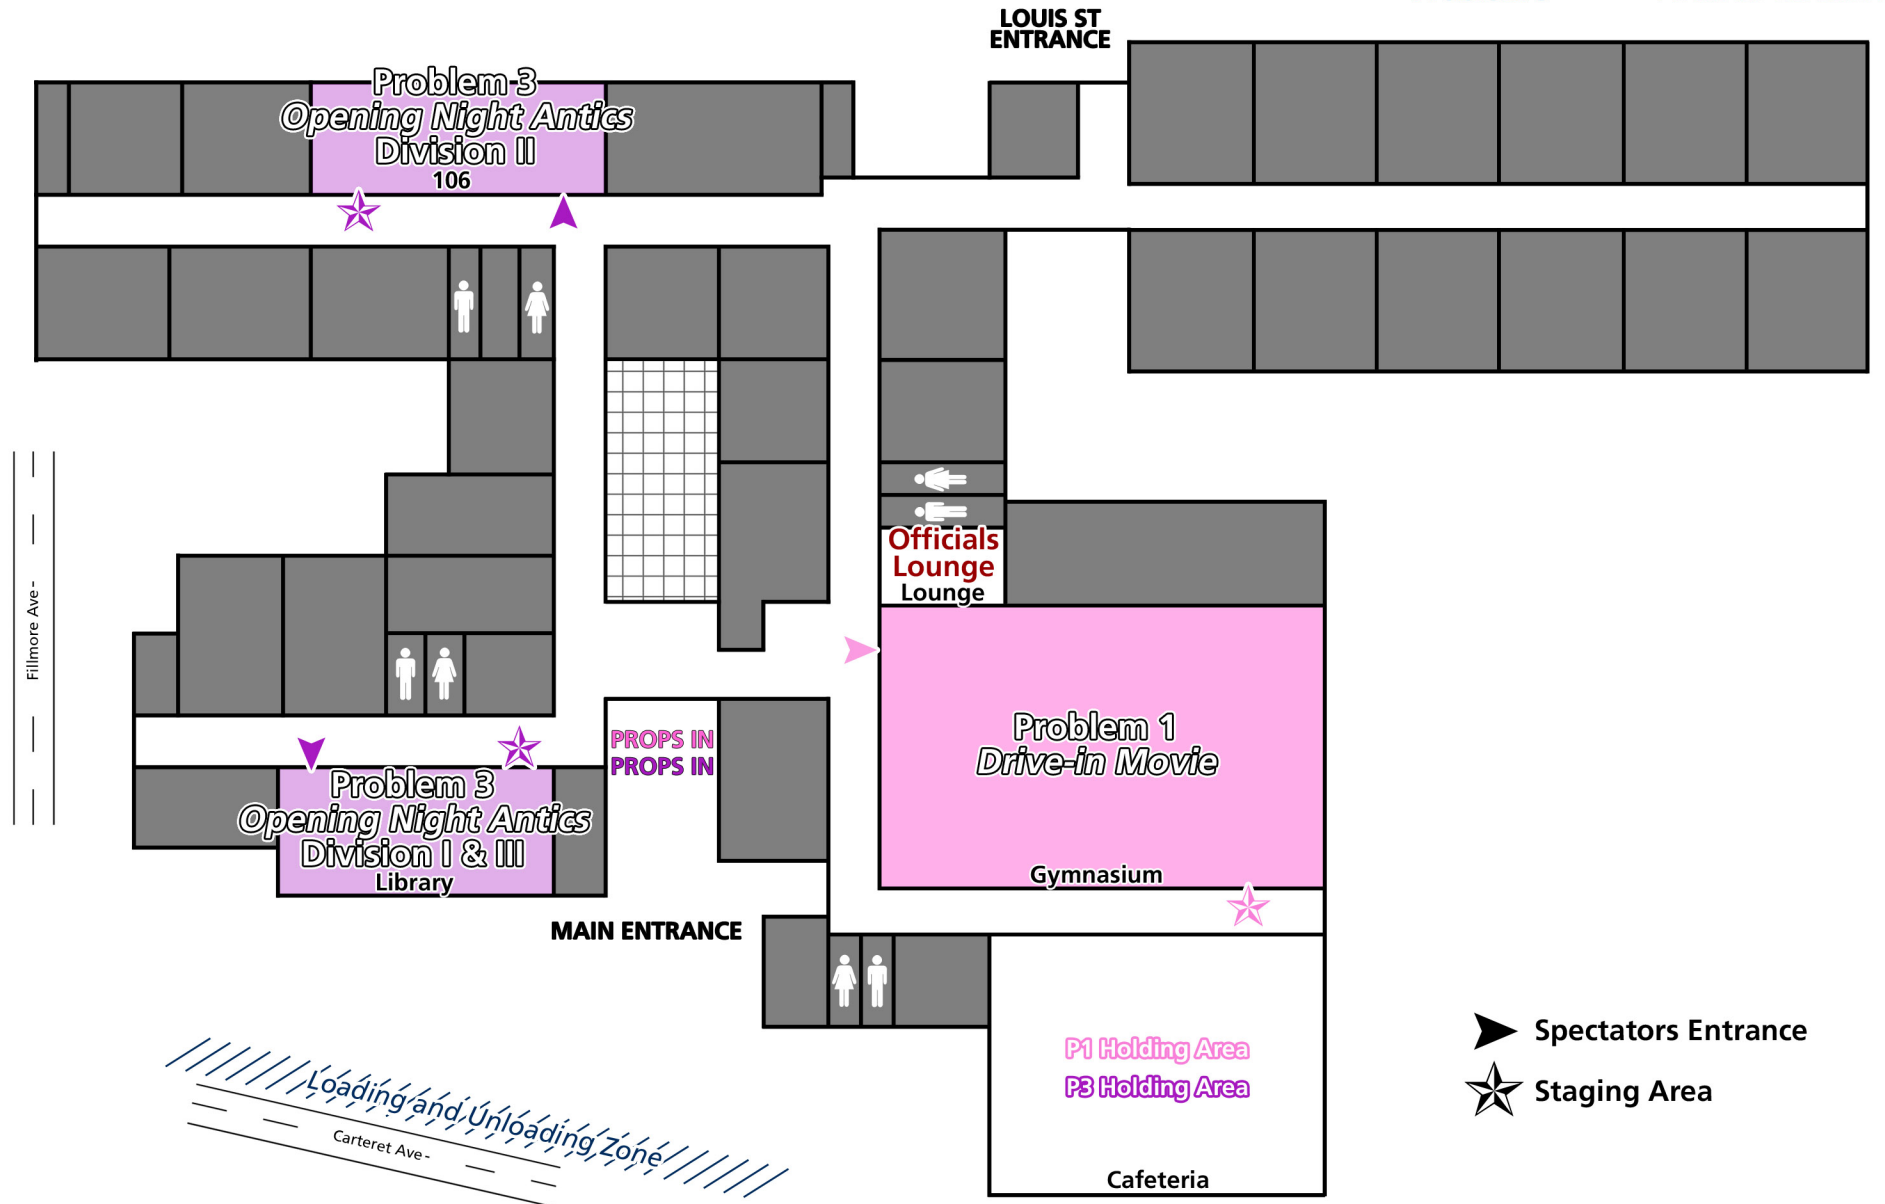 LOUIS ST
ENTRANCE
Problem 3
Opening Night Antics
Division II
106
Officials
Lounge
Lounge
Fillmore Ave-
PROPS IN
PROPS IN
Problem 1
Drive-in Movie
Gymnasium
Problem 3
Opening Night Antics
Division I & III
Library
MAIN ENTRANCE
P1 Holding Area
P3 Holding Area
Cafeteria
Loading and Unloading Zone
Carteret Ave-
Spectators Entrance
Staging Area